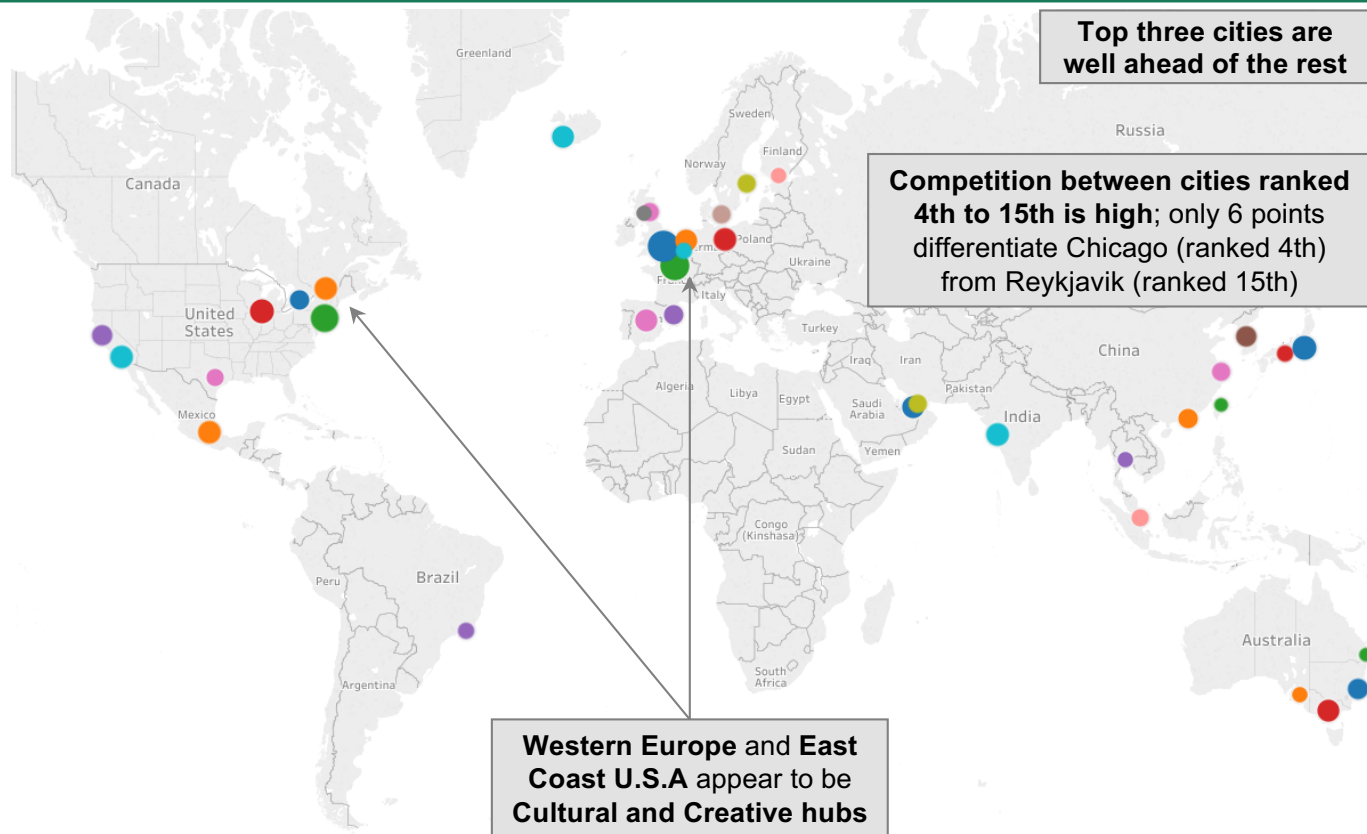 Top three cities are
well ahead of the rest
Greenland
Sweden
Russia
Finland
Norway
Canada
Competition between cities ranked
4th to 15th is high; only 6 points
differentiate Chicago (ranked 4th)
from Reykjavik (ranked 15th)
Poland
Ukraine
Italy
United
States
Turkey
China
Iraq
Iran
Algeria
Libya
Egypt
Pakistan
Saudi
Arabia
India
Mexico
Sudan
Yemen
Congo
(Kinshasa)
Peru
Brazil
Australia
South
Africa
Argentina
Western Europe and East
Coast U.S.A appear to be
Cultural and Creative hubs